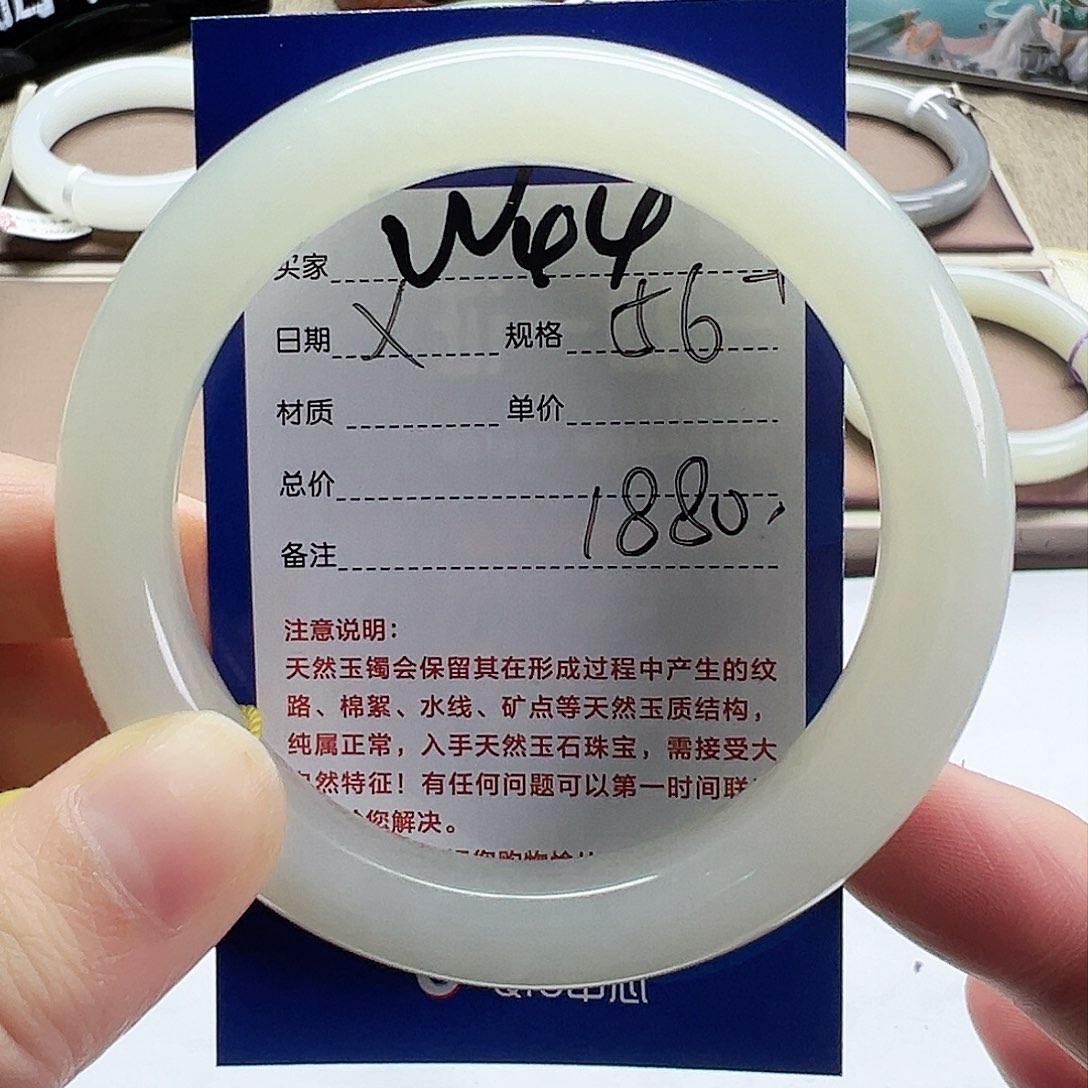 W44
买家
日期 X 规格 56+
材质 单价
总价
1880.
备注
注意说明:
天然玉镯会保留其在形成过程中产生的纹
路、棉絮、水线、矿点等天然玉质结构,
纯属正常,入手天然玉石珠宝,需接受大
自然特征!有任何问题可以第一时间联
您解决。